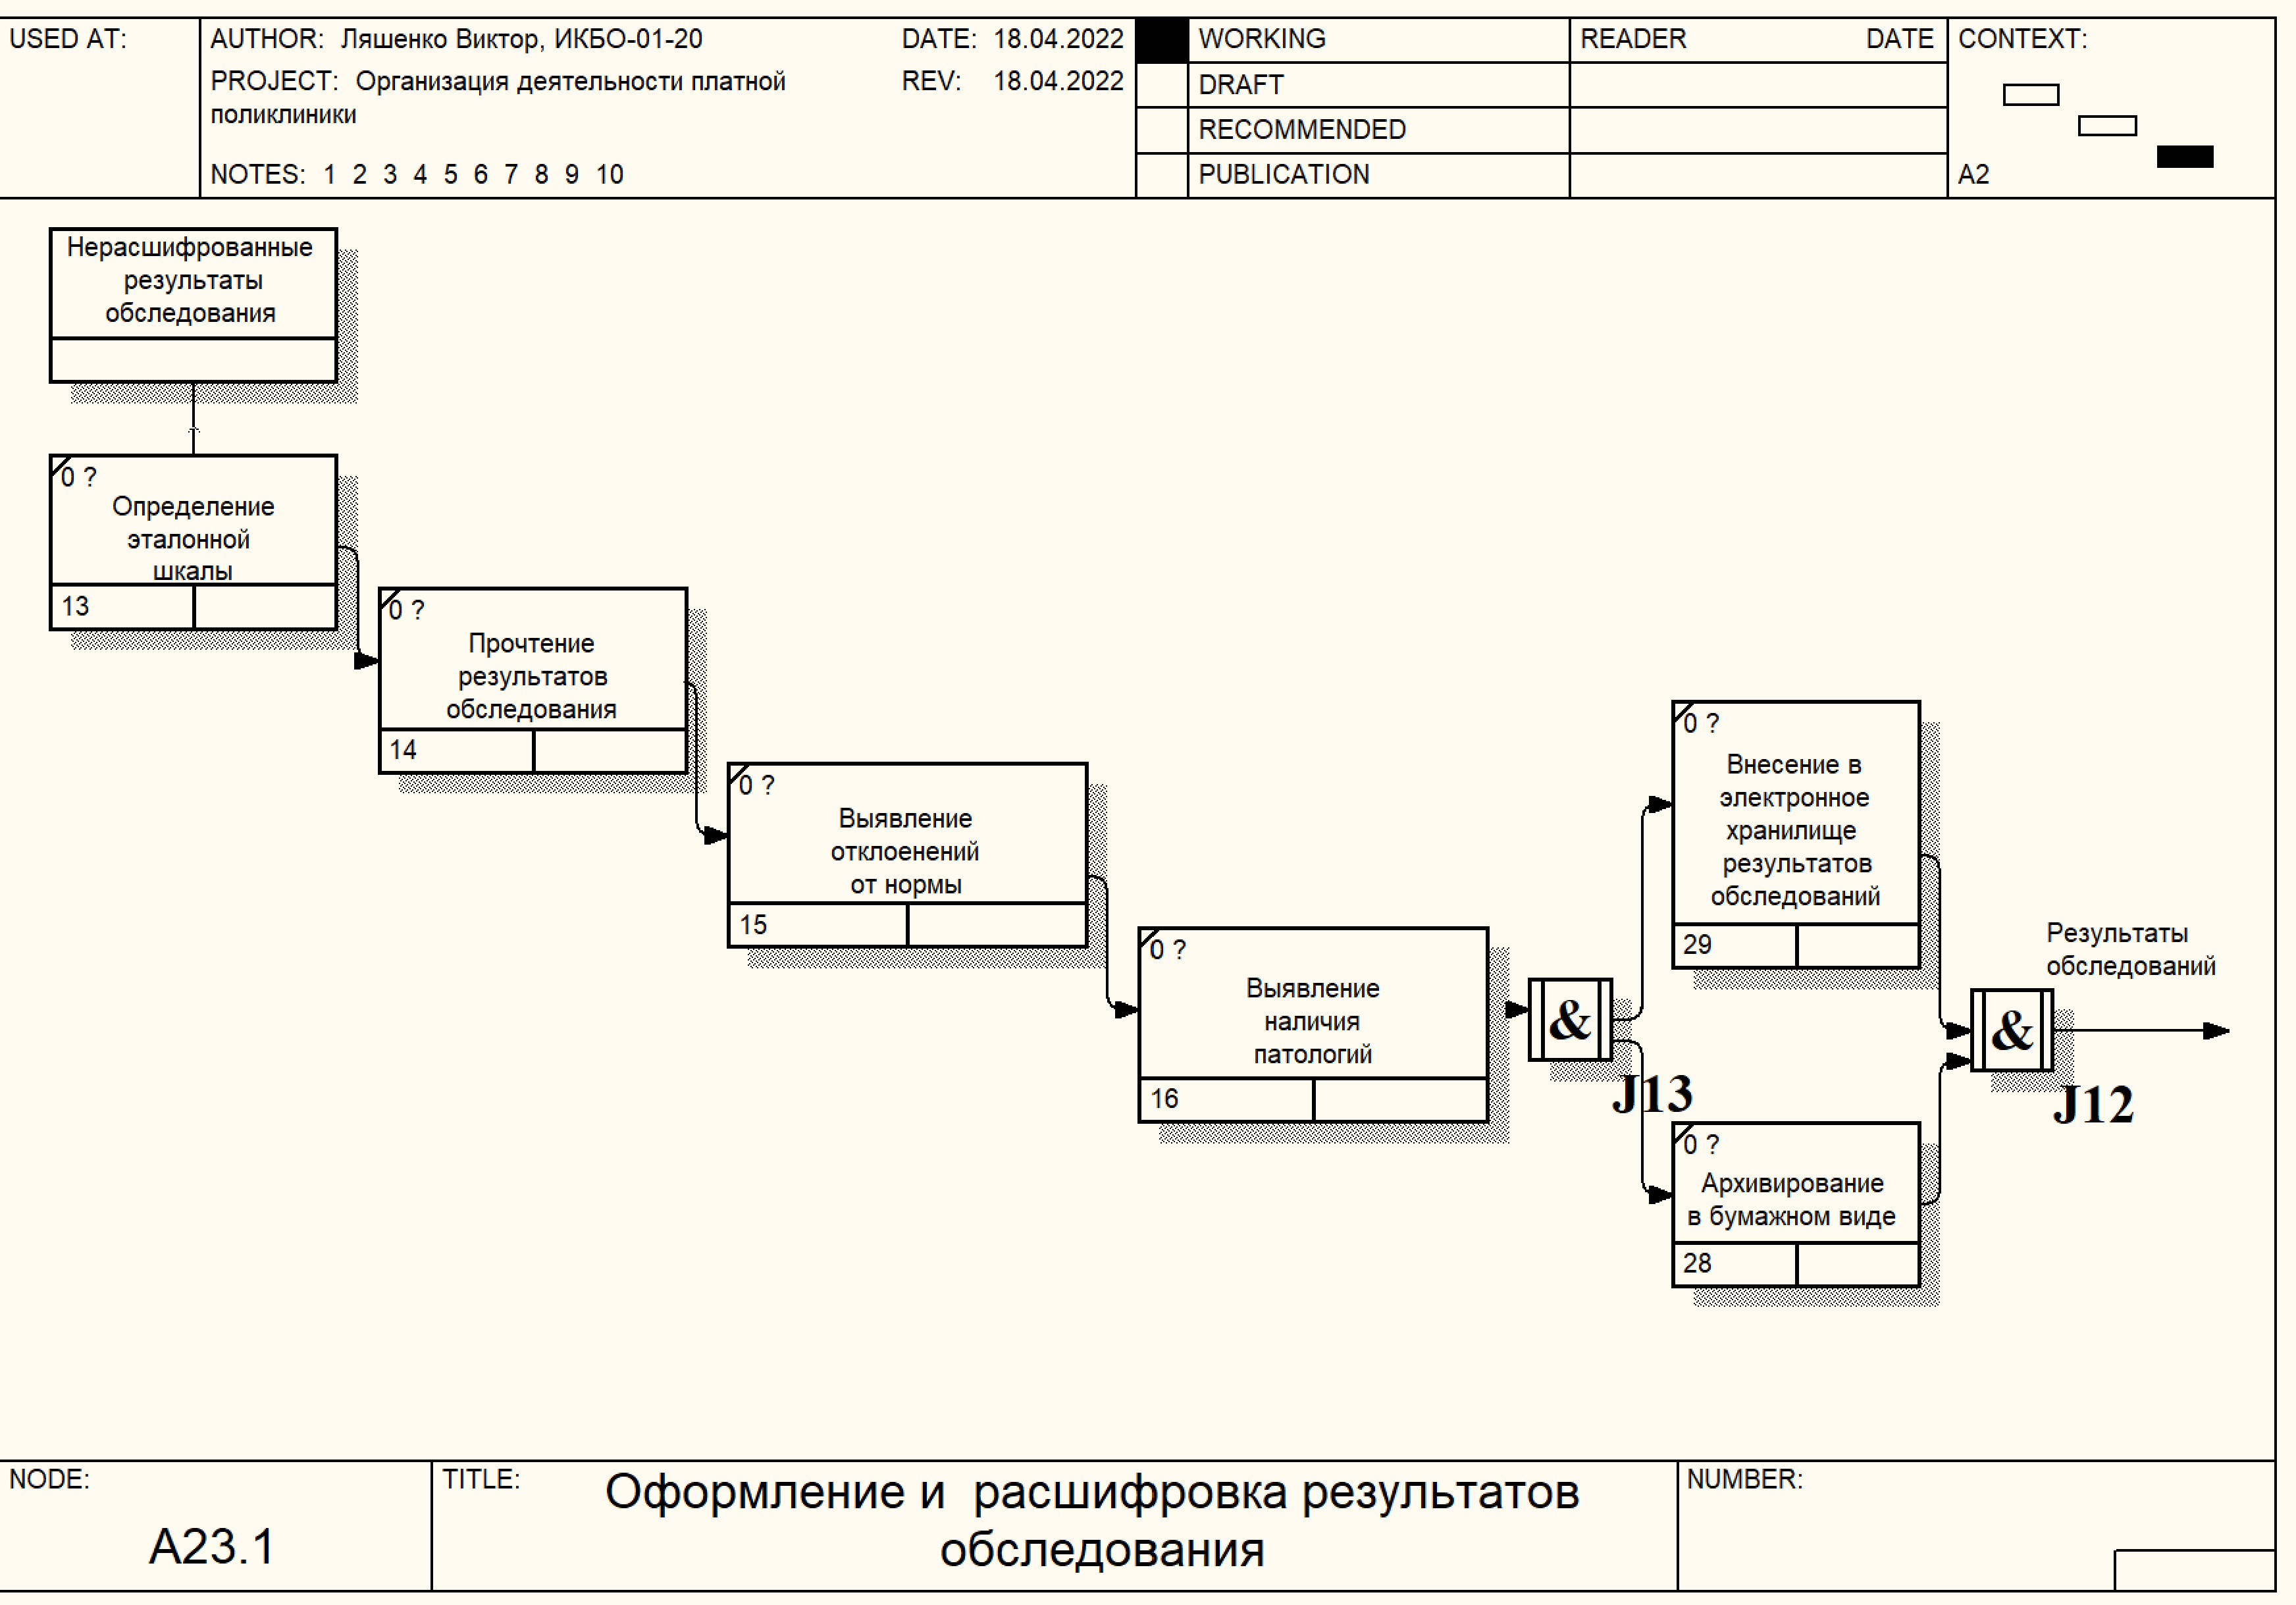 USED AT:
AUTHOR: Ляшенко Виктор, ИКБО-01-20
DATE: 18.04.2022
PROJECT: Организация деятельности платной
поликлиники
REV: 18.04.2022
NOTES: 1 2 3 4 5 6 7 8 9 10
WORKING
DRAFT
RECOMMENDED
PUBLICATION
READER DATE
CONTEXT:
A2
Нерасшифрованные
результаты
обследования
0 ?
Определение
эталонной
шкалы
13
0 ?
Прочтение
результатов
обследования
14
0 ?
Выявление
отклоенений
от нормы
15
0 ?
Выявление
наличия
патологий
16
&
J13
0 ?
Внесение в
электронное
хранилище
результатов
обследований
29
0 ?
Архивирование
в бумажном виде
28
&
J12
Результаты
обследований
NODE:
A23.1
TITLE:
Оформление и расшифровка результатов
обследования
NUMBER: